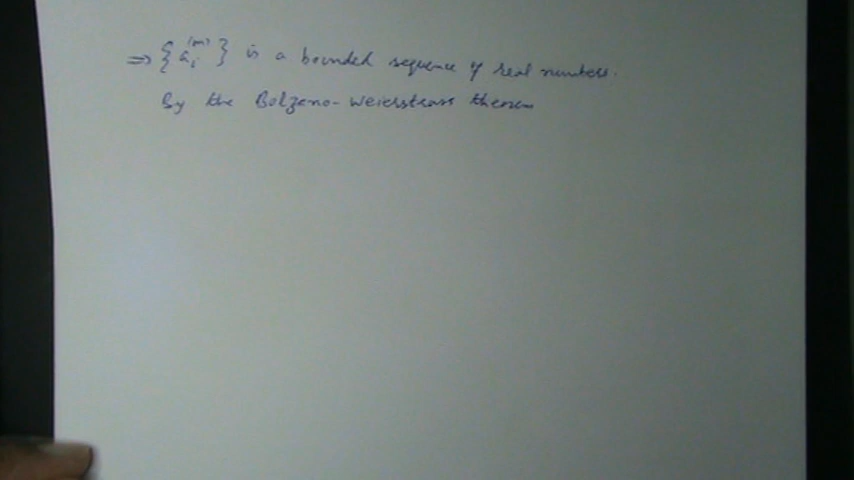 ⇒ {a_i^(m)} is a bounded sequence of real numbers.
By the Bolzano-Weierstrass theorem